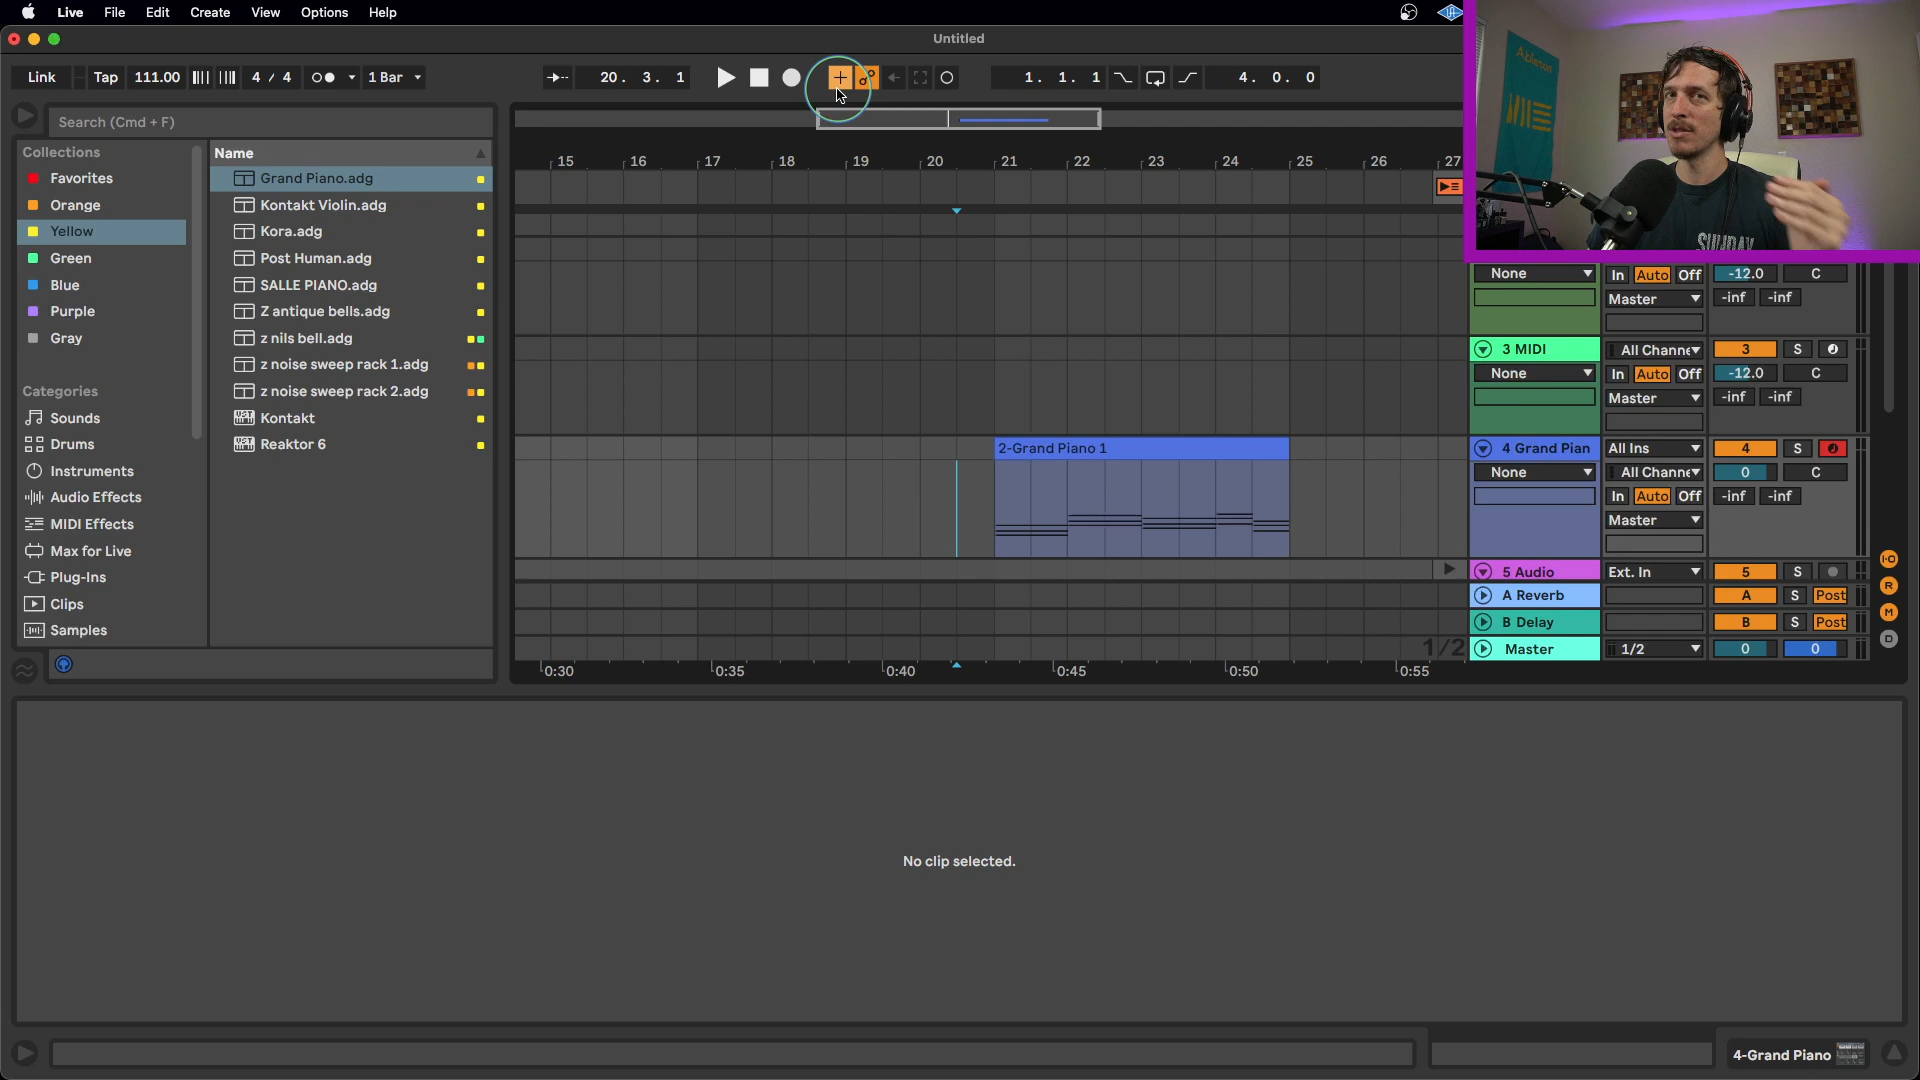 Live File Edit Create View Options Help
Untitled
Link Tap 111.00 4 / 4 1 Bar 20. 3. 1 1. 1. 1 4. 0. 0
Ableton
SUNDAY
Search (Cmd + F)
Collections
Favorites
Orange
Yellow
Green
Blue
Purple
Gray
Categories
Sounds
Drums
Instruments
Audio Effects
MIDI Effects
Max for Live
Plug-Ins
Clips
Samples
Name
Grand Piano.adg
Kontakt Violin.adg
Kora.adg
Post Human.adg
SALLE PIANO.adg
Z antique bells.adg
z nils bell.adg
z noise sweep rack 1.adg
z noise sweep rack 2.adg
Kontakt
Reaktor 6
15 16 17 18 19 20 21 22 23 24 25 26 27
2-Grand Piano 1
1/2
0:30 0:35 0:40 0:45 0:50 0:55
None In Auto Off -12.0 C
Master -inf -inf
3 MIDI All Channe 3 S
None In Auto Off -12.0 C
Master -inf -inf
4 Grand Pian All Ins 4 S
None All Channe 0 C
In Auto Off -inf -inf
Master
5 Audio Ext. In 5 S
A Reverb A S Post
B Delay B S Post
Master 1/2 0 0
I·O
R
M
D
No clip selected.
4-Grand Piano